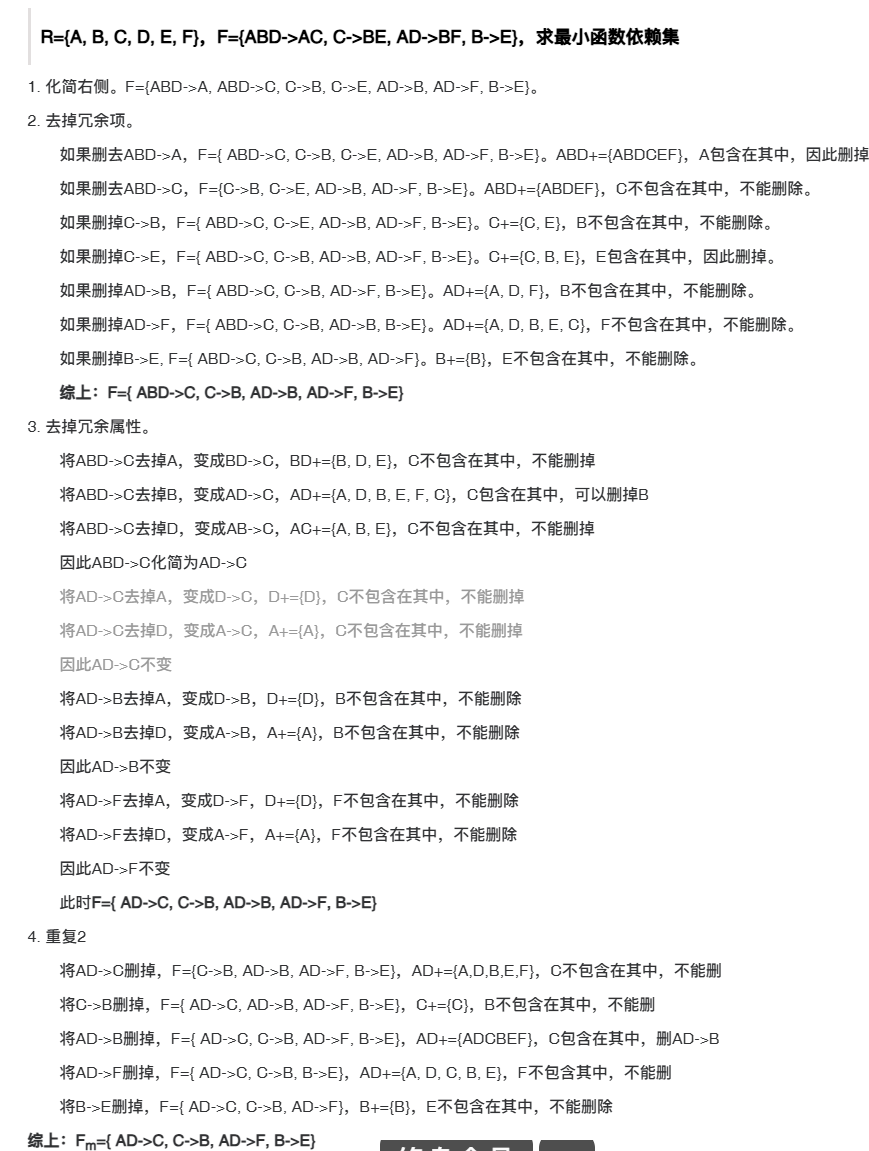 R={A, B, C, D, E, F}，F={ABD->AC, C->BE, AD->BF, B->E}，求最小函数依赖集
1. 化简右侧。F={ABD->A, ABD->C, C->B, C->E, AD->B, AD->F, B->E}。
2. 去掉冗余项。
如果删去ABD->A，F={ ABD->C, C->B, C->E, AD->B, AD->F, B->E}。ABD+={ABDCEF}，A包含在其中，因此删掉
如果删去ABD->C，F={C->B, C->E, AD->B, AD->F, B->E}。ABD+={ABDEF}，C不包含在其中，不能删除。
如果删掉C->B，F={ ABD->C, C->E, AD->B, AD->F, B->E}。C+={C, E}，B不包含在其中，不能删除。
如果删掉C->E，F={ ABD->C, C->B, AD->B, AD->F, B->E}。C+={C, B, E}，E包含在其中，因此删掉。
如果删掉AD->B，F={ ABD->C, C->B, AD->F, B->E}。AD+={A, D, F}，B不包含在其中，不能删除。
如果删掉AD->F，F={ ABD->C, C->B, AD->B, B->E}。AD+={A, D, B, E, C}，F不包含在其中，不能删除。
如果删掉B->E, F={ ABD->C, C->B, AD->B, AD->F}。B+={B}，E不包含在其中，不能删除。
综上：F={ ABD->C, C->B, AD->B, AD->F, B->E}
3. 去掉冗余属性。
将ABD->C去掉A，变成BD->C，BD+={B, D, E}，C不包含在其中，不能删掉
将ABD->C去掉B，变成AD->C，AD+={A, D, B, E, F, C}，C包含在其中，可以删掉B
将ABD->C去掉D，变成AB->C，AC+={A, B, E}，C不包含在其中，不能删掉
因此ABD->C化简为AD->C
将AD->C去掉A，变成D->C，D+={D}，C不包含在其中，不能删掉
将AD->C去掉D，变成A->C，A+={A}，C不包含在其中，不能删掉
因此AD->C不变
将AD->B去掉A，变成D->B，D+={D}，B不包含在其中，不能删除
将AD->B去掉D，变成A->B，A+={A}，B不包含在其中，不能删除
因此AD->B不变
将AD->F去掉A，变成D->F，D+={D}，F不包含在其中，不能删除
将AD->F去掉D，变成A->F，A+={A}，F不包含在其中，不能删除
因此AD->F不变
此时F={ AD->C, C->B, AD->B, AD->F, B->E}
4. 重复2
将AD->C删掉，F={C->B, AD->B, AD->F, B->E}，AD+={A,D,B,E,F}，C不包含在其中，不能删
将C->B删掉，F={ AD->C, AD->B, AD->F, B->E}，C+={C}，B不包含在其中，不能删
将AD->B删掉，F={ AD->C, C->B, AD->F, B->E}，AD+={ADCBEF}，C包含在其中，删AD->B
将AD->F删掉，F={ AD->C, C->B, B->E}，AD+={A, D, C, B, E}，F不包含其中，不能删
将B->E删掉，F={ AD->C, C->B, AD->F}，B+={B}，E不包含在其中，不能删除
综上：Fm={ AD->C, C->B, AD->F, B->E}